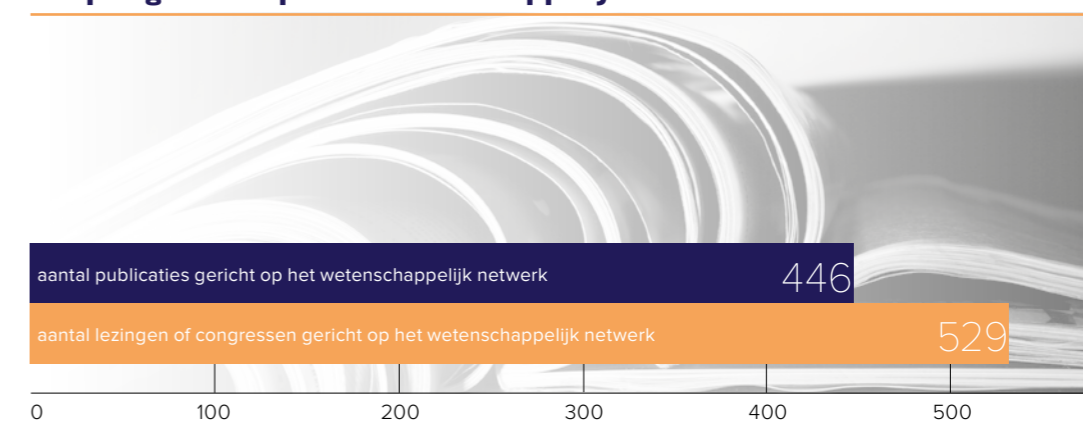 aantal publicaties gericht op het wetenschappelijk netwerk 446
aantal lezingen of congressen gericht op het wetenschappelijk netwerk 529
0 100 200 300 400 500